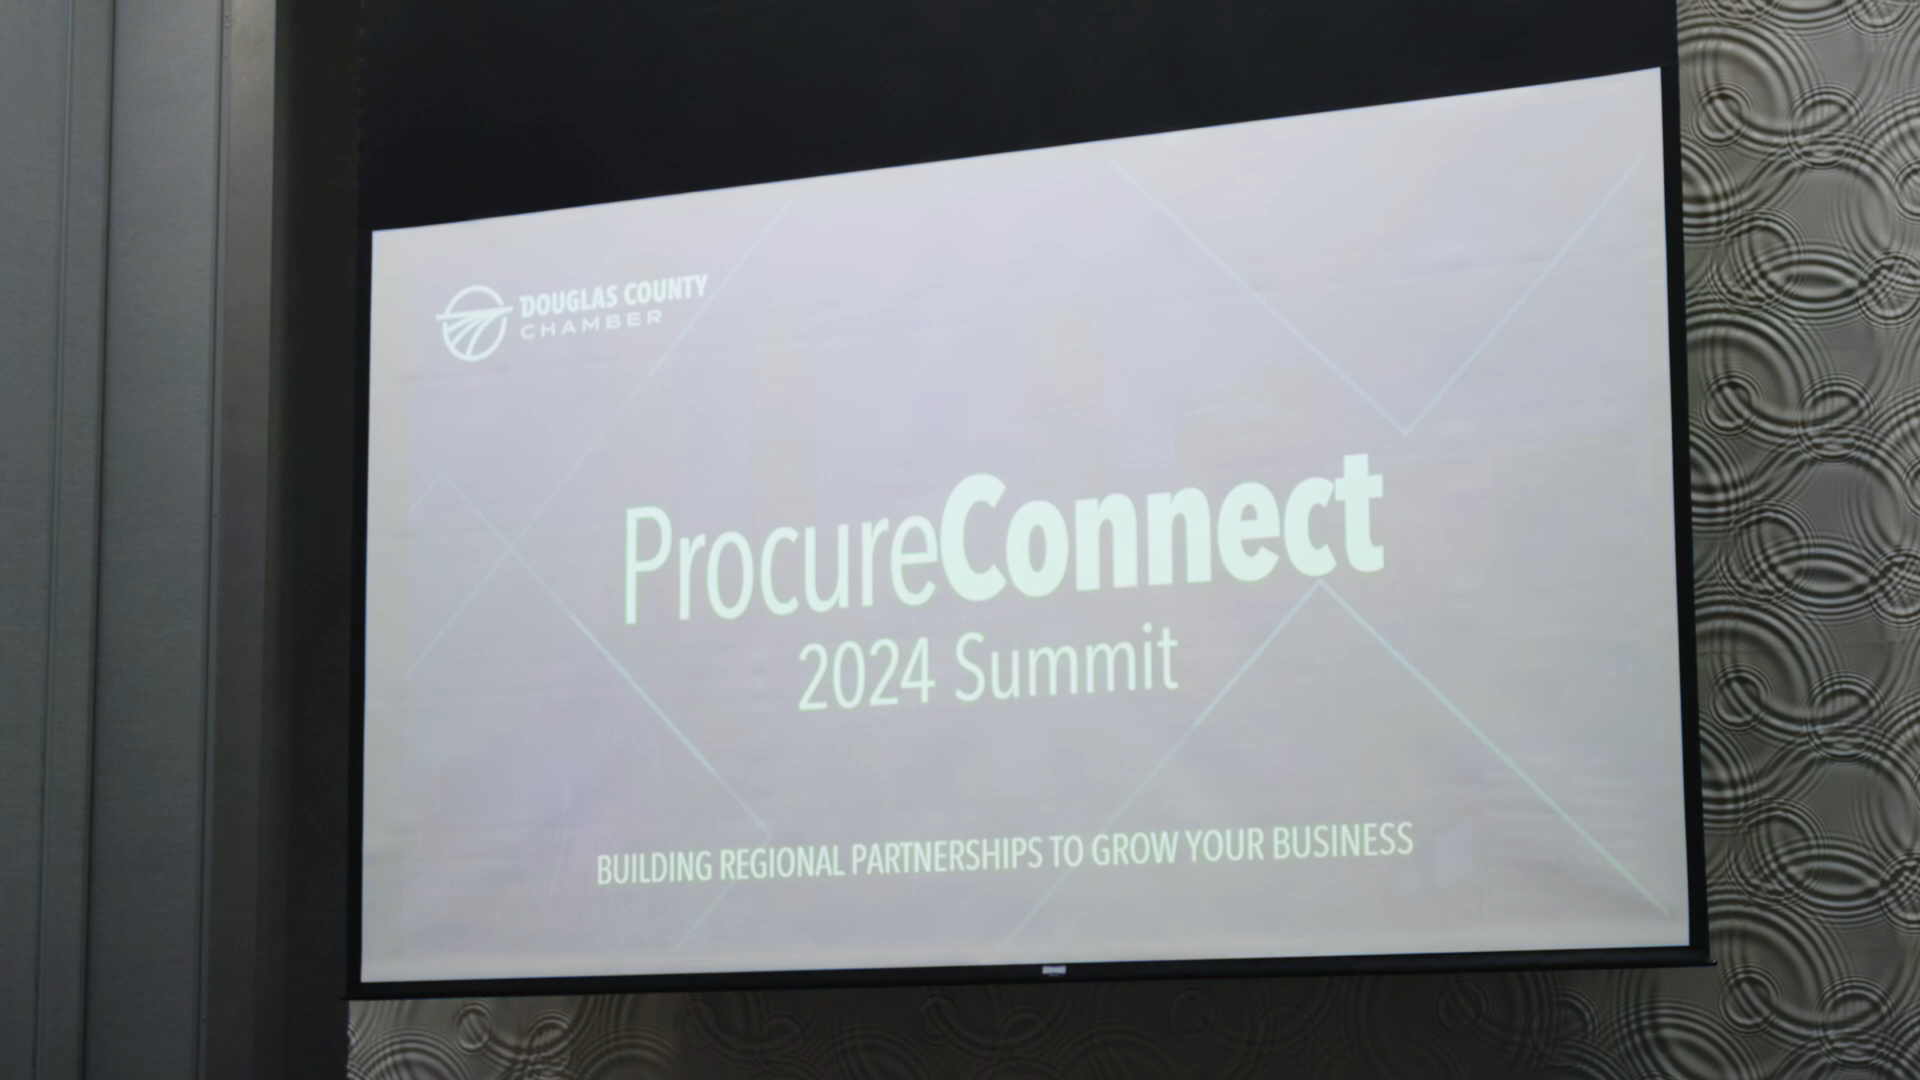 DOUGLAS COUNTY
CHAMBER
ProcureConnect
2024 Summit
BUILDING REGIONAL PARTNERSHIPS TO GROW YOUR BUSINESS